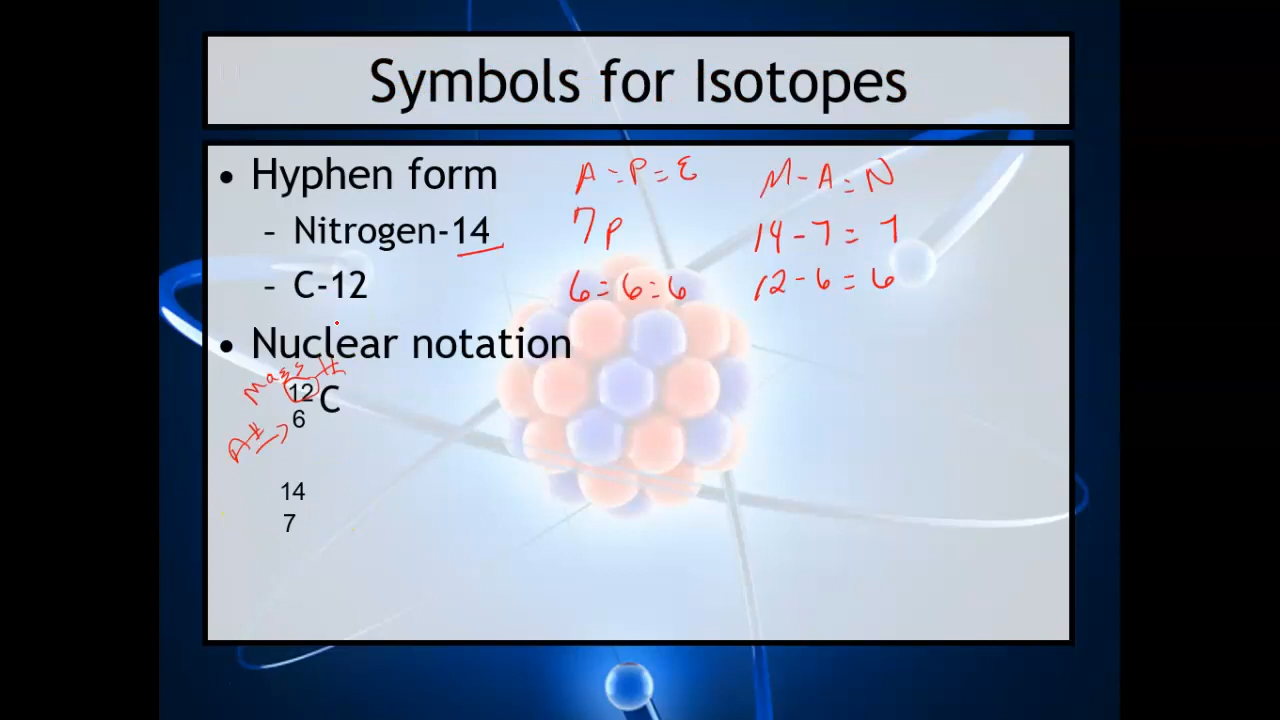 Symbols for Isotopes
• Hyphen form A = P = E M - A = N
- Nitrogen-14 7 P 14 - 7 = 7
- C-12 6 = 6 = 6 12 - 6 = 6
• Nuclear notation
Mass #
12
C
6
A#
14
7